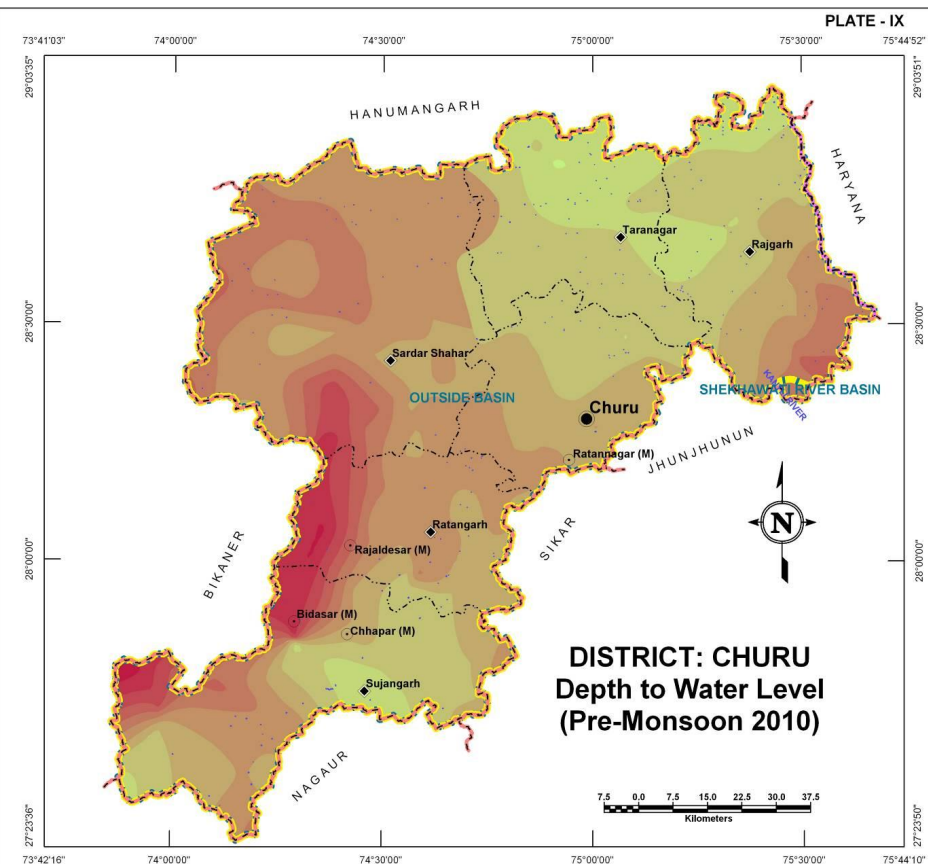 PLATE - IX
73°41'03"
74°00'00"
74°30'00"
75°00'00"
75°30'00"
75°44'52"
29°03'35"
29°03'51"
HANUMANGARH
HARYANA
Taranagar
Rajgarh
28°30'00"
28°30'00"
Sardar Shahar
OUTSIDE BASIN
SHEKHAWATI RIVER BASIN
RIVER
Churu
Ratannagar (M)
JHUNJHUNUN
Ratangarh
SIKAR
N
Rajaldesar (M)
BIKANER
28°00'00"
28°00'00"
Bidasar (M)
Chhapar (M)
Sujangarh
DISTRICT: CHURU
Depth to Water Level
(Pre-Monsoon 2010)
NAGAUR
7.5 0.0 7.5 15.0 22.5 30.0 37.5
Kilometers
27°23'36"
27°23'50"
73°42'16"
74°00'00"
74°30'00"
75°00'00"
75°30'00"
75°44'10"